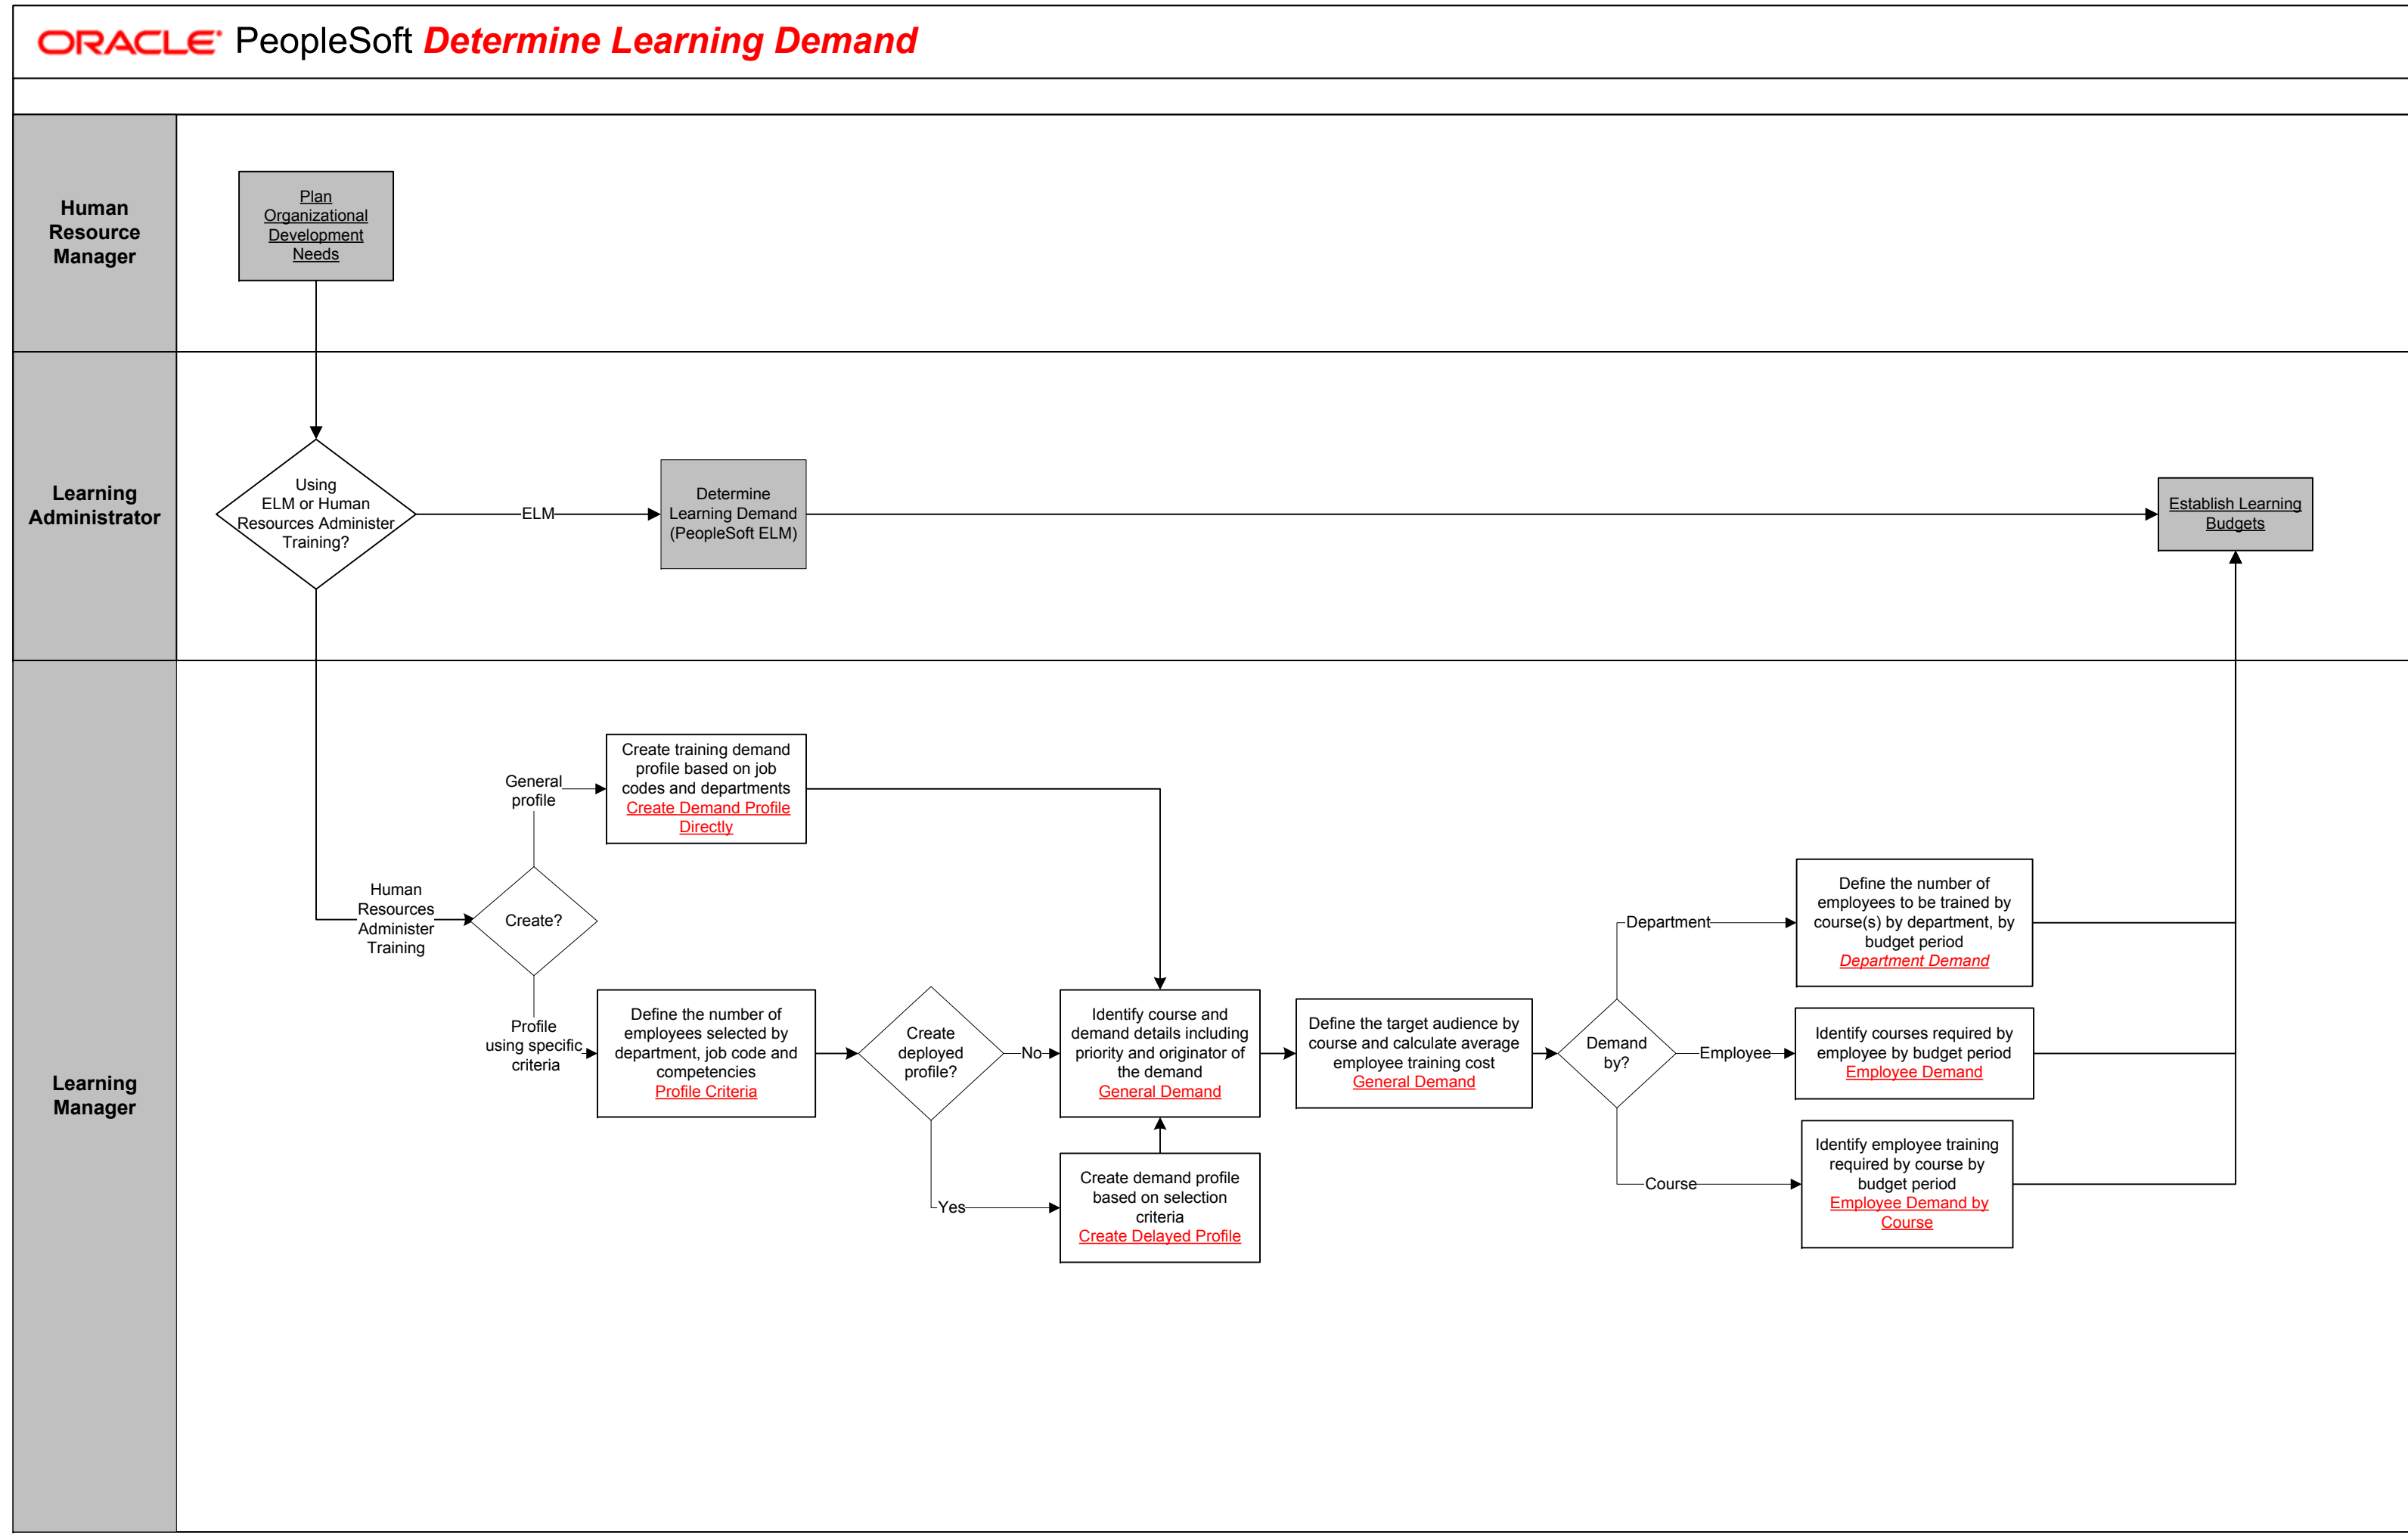 ORACLE PeopleSoft Determine Learning Demand
Human
Resource
Manager
Plan
Organizational
Development
Needs
Learning
Administrator
Using
ELM or Human
Resources Administer
Training?
ELM
Determine
Learning Demand
(PeopleSoft ELM)
Establish Learning
Budgets
Learning
Manager
Human
Resources
Administer
Training
Create?
General
profile
Create training demand
profile based on job
codes and departments
Create Demand Profile
Directly
Profile
using specific
criteria
Define the number of
employees selected by
department, job code and
competencies
Profile Criteria
Create
deployed
profile?
No
Yes
Identify course and
demand details including
priority and originator of
the demand
General Demand
Create demand profile
based on selection
criteria
Create Delayed Profile
Define the target audience by
course and calculate average
employee training cost
General Demand
Demand
by?
Department
Define the number of
employees to be trained by
course(s) by department, by
budget period
Department Demand
Employee
Identify courses required by
employee by budget period
Employee Demand
Course
Identify employee training
required by course by
budget period
Employee Demand by
Course